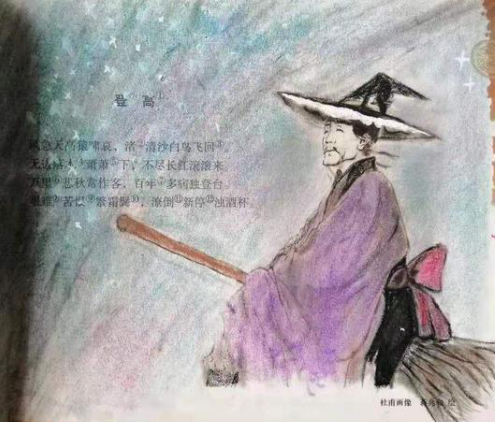 登高
风急天高猿啸哀，渚清沙白鸟飞回。
无边落木萧萧下，不尽长江滚滚来。
万里悲秋常作客，百年多病独登台。
艰难苦恨繁霜鬓，潦倒新停浊酒杯。
杜甫画像 蒋兆和 绘